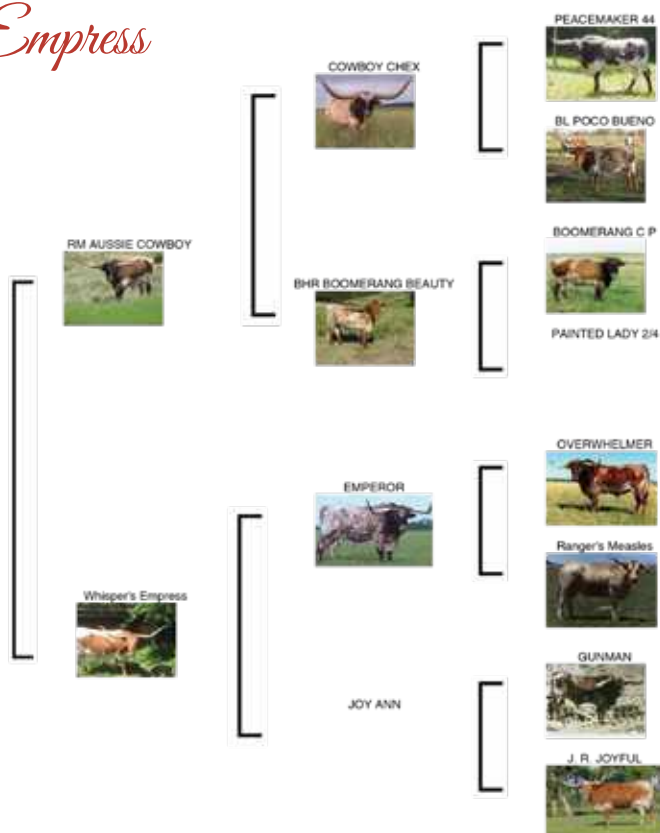 Empress
PEACEMAKER 44
COWBOY CHEX
BL POCO BUENO
RM AUSSIE COWBOY
BOOMERANG C P
BHR BOOMERANG BEAUTY
PAINTED LADY 2/4
OVERWHELMER
EMPEROR
Ranger's Measles
Whisper's Empress
GUNMAN
JOY ANN
J. R. JOYFUL